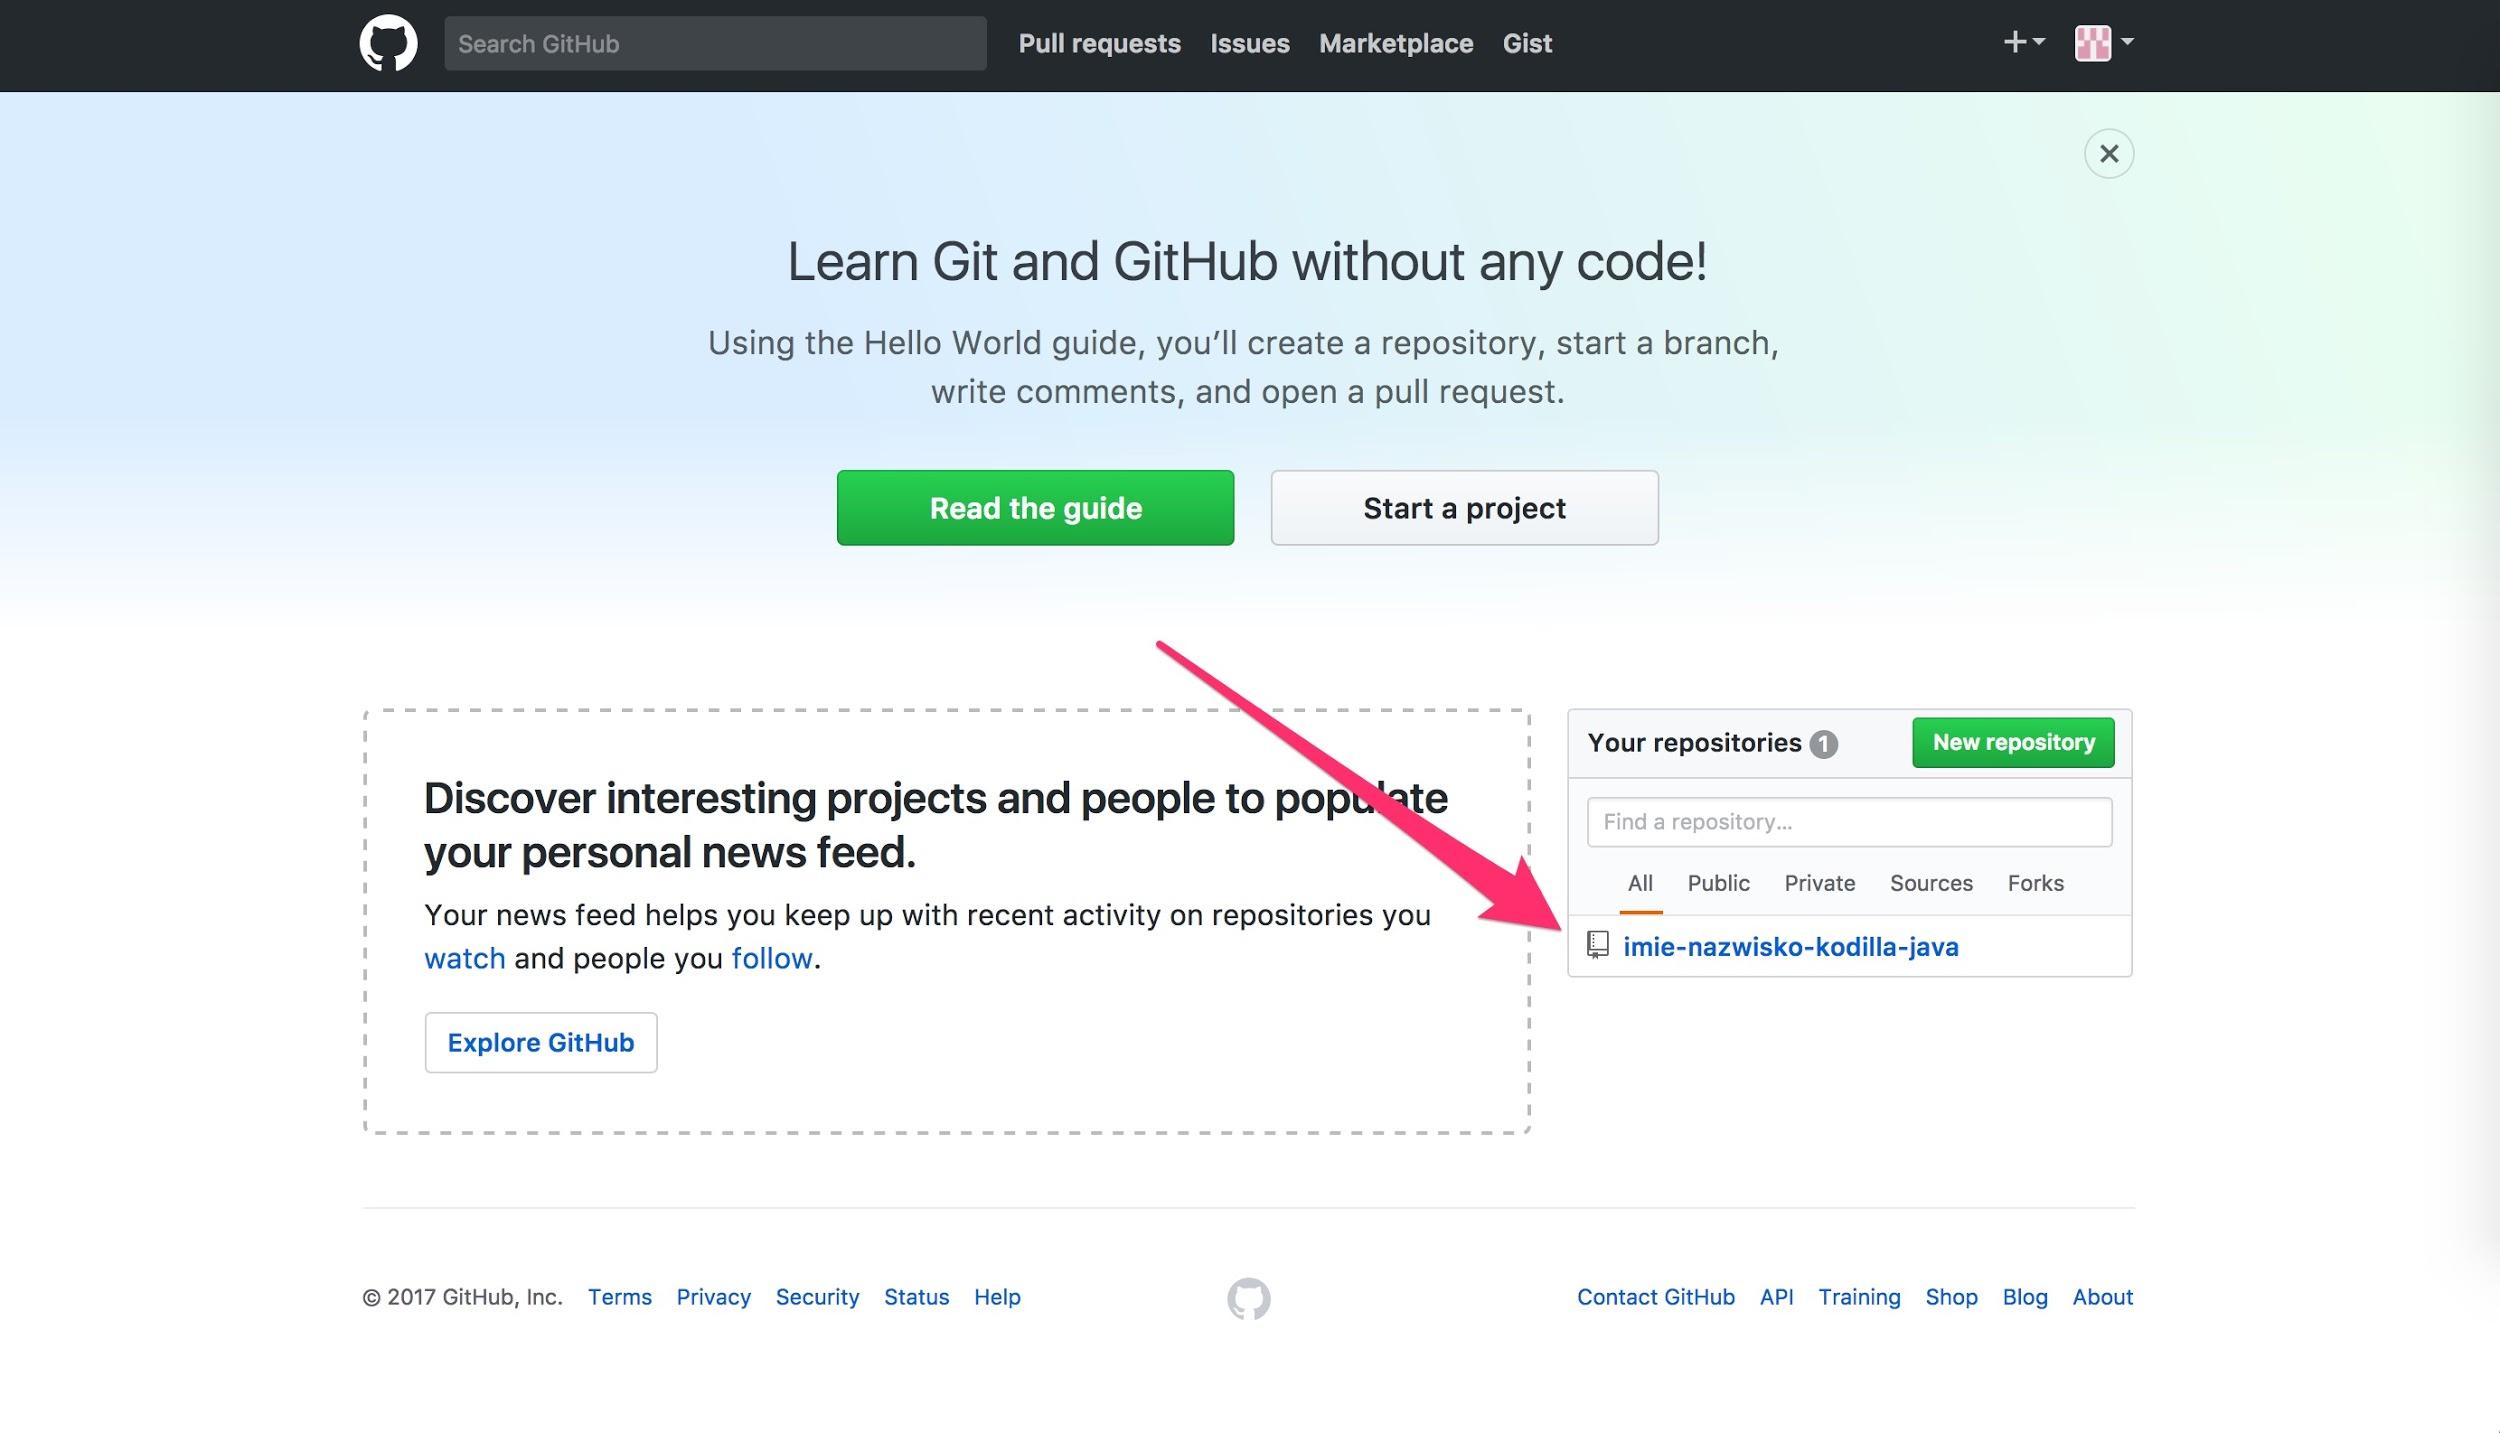 Search GitHub
Pull requests
Issues
Marketplace
Gist
Learn Git and GitHub without any code!
Using the Hello World guide, you’ll create a repository, start a branch,
write comments, and open a pull request.
Read the guide
Start a project
Discover interesting projects and people to populate
your personal news feed.
Your news feed helps you keep up with recent activity on repositories you
watch and people you follow.
Explore GitHub
Your repositories 1
New repository
Find a repository...
All
Public
Private
Sources
Forks
imie-nazwisko-kodilla-java
© 2017 GitHub, Inc.
Terms
Privacy
Security
Status
Help
Contact GitHub
API
Training
Shop
Blog
About